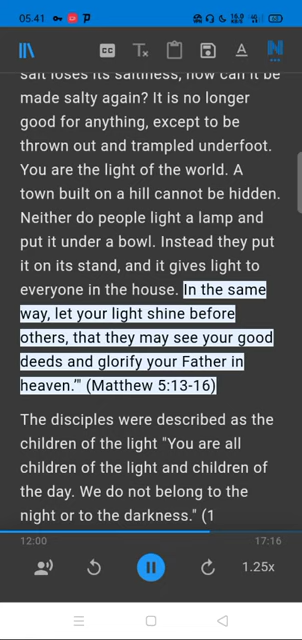 05.41
16.9
KB/s
salt loses its saltiness, how can it be
made salty again? It is no longer
good for anything, except to be
thrown out and trampled underfoot.
You are the light of the world. A
town built on a hill cannot be hidden.
Neither do people light a lamp and
put it under a bowl. Instead they put
it on its stand, and it gives light to
everyone in the house. In the same
way, let your light shine before
others, that they may see your good
deeds and glorify your Father in
heaven.’" (Matthew 5:13-16)
The disciples were described as the
children of the light "You are all
children of the light and children of
the day. We do not belong to the
night or to the darkness." (1
12:00 17:16
1.25x